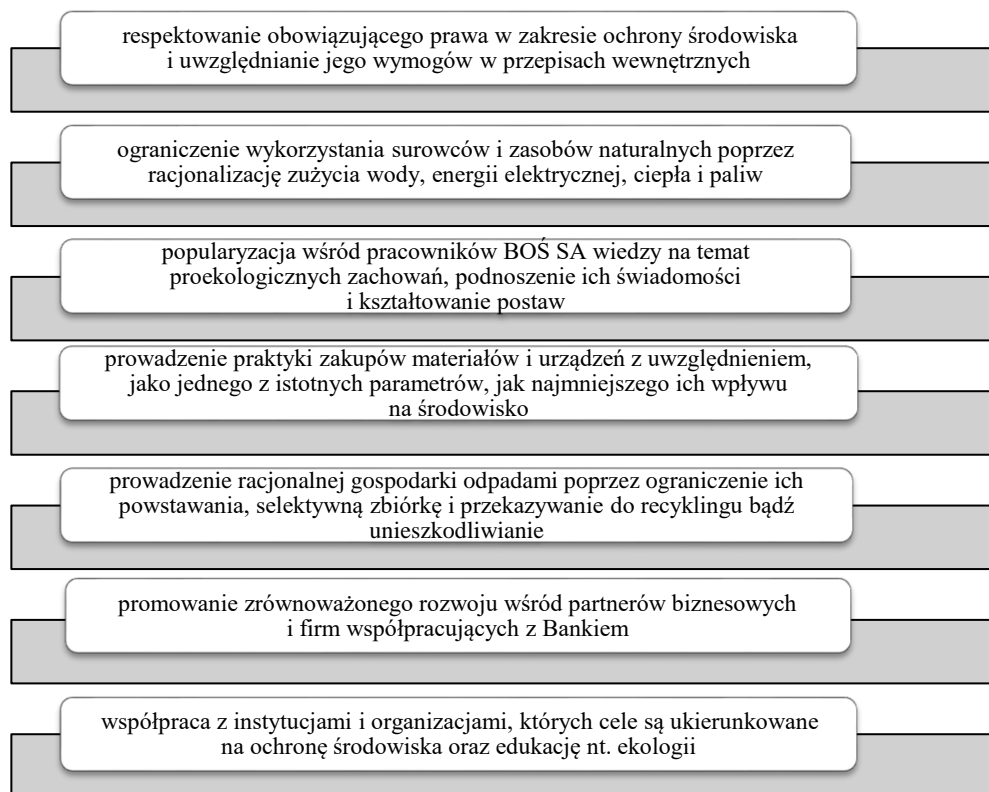 respektowanie obowiązującego prawa w zakresie ochrony środowiska
i uwzględnianie jego wymogów w przepisach wewnętrznych
ograniczenie wykorzystania surowców i zasobów naturalnych poprzez
racjonalizację zużycia wody, energii elektrycznej, ciepła i paliw
popularyzacja wśród pracowników BOŚ SA wiedzy na temat
proekologicznych zachowań, podnoszenie ich świadomości
i kształtowanie postaw
prowadzenie praktyki zakupów materiałów i urządzeń z uwzględnieniem,
jako jednego z istotnych parametrów, jak najmniejszego ich wpływu
na środowisko
prowadzenie racjonalnej gospodarki odpadami poprzez ograniczenie ich
powstawania, selektywną zbiórkę i przekazywanie do recyklingu bądź
unieszkodliwianie
promowanie zrównoważonego rozwoju wśród partnerów biznesowych
i firm współpracujących z Bankiem
współpraca z instytucjami i organizacjami, których cele są ukierunkowane
na ochronę środowiska oraz edukację nt. ekologii